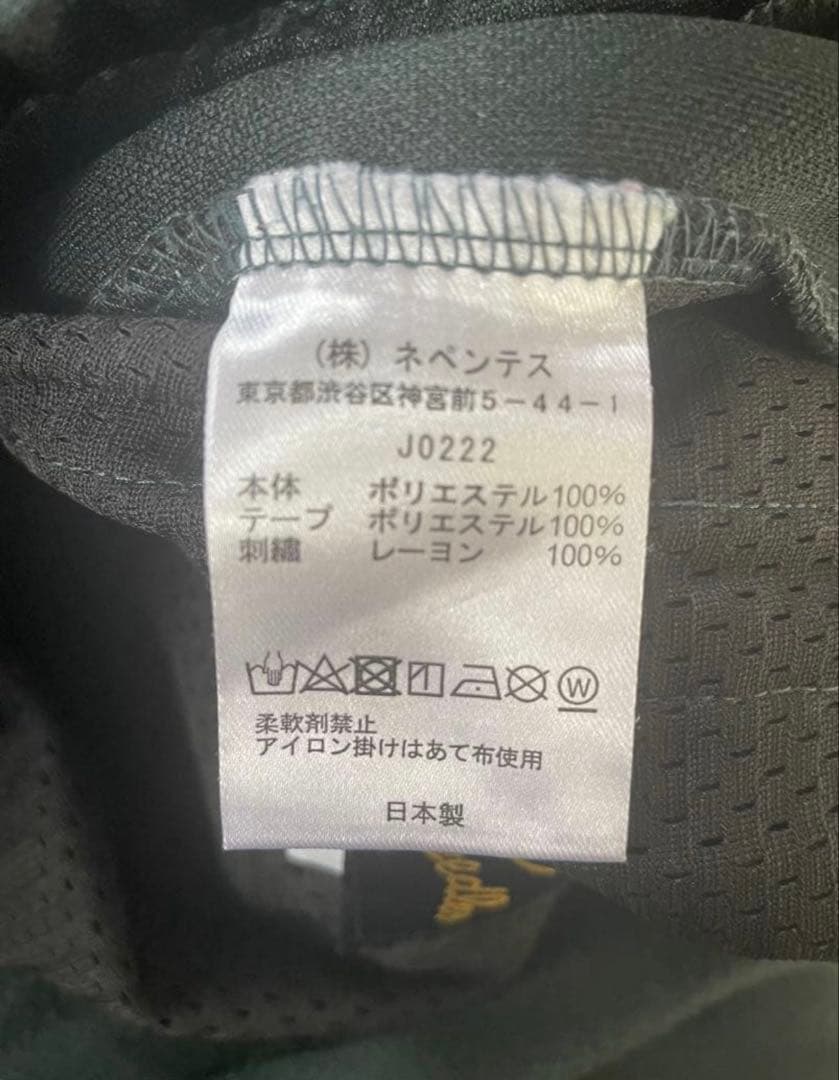 （株）ネペンテス
東京都渋谷区神宮前5－44－1
J0222
本体 ポリエステル100%
テープ ポリエステル100%
刺繍 レーヨン 100%
W
柔軟剤禁止
アイロン掛けはあて布使用
日本製